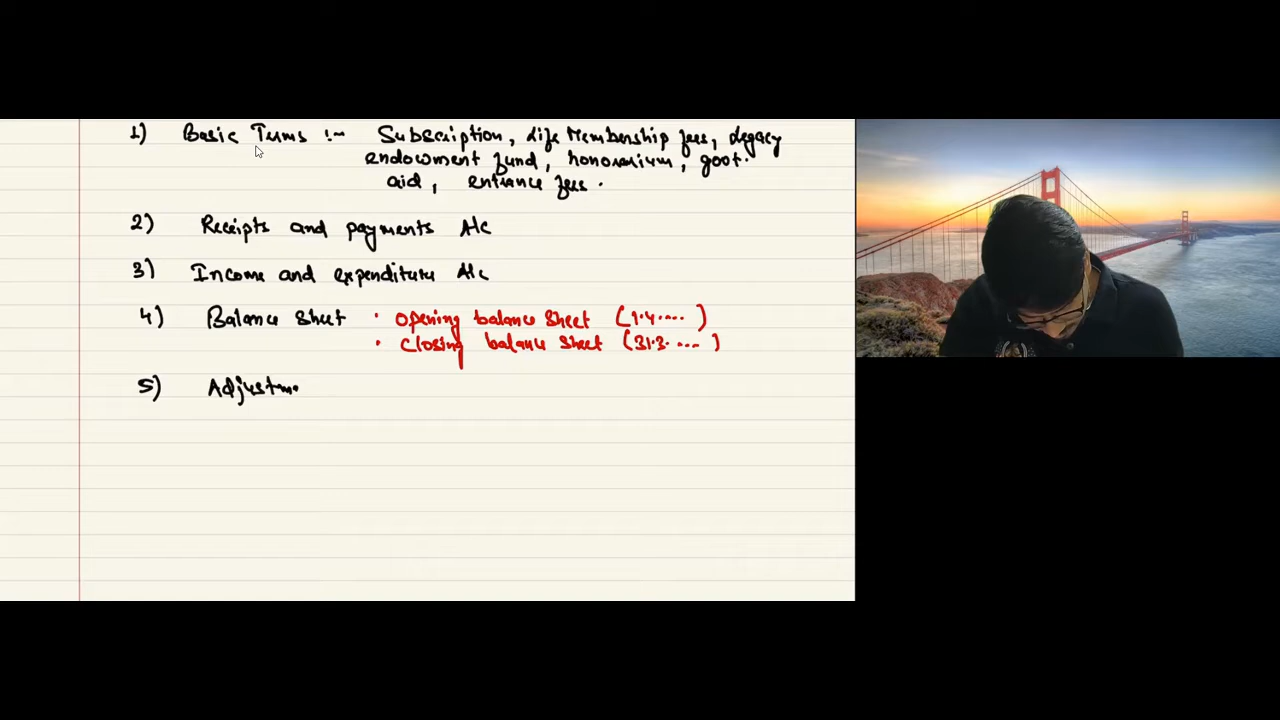 1) Basic Terms :- Subscription, Life Membership fees, legacy
endowment fund, honorarium, govt.
aid, entrance fees.
2) Receipts and payments A/c
3) Income and expenditure A/c
4) Balance Sheet • Opening balance sheet (1.4....)
• Closing balance sheet (31.3....)
5) Adjustme